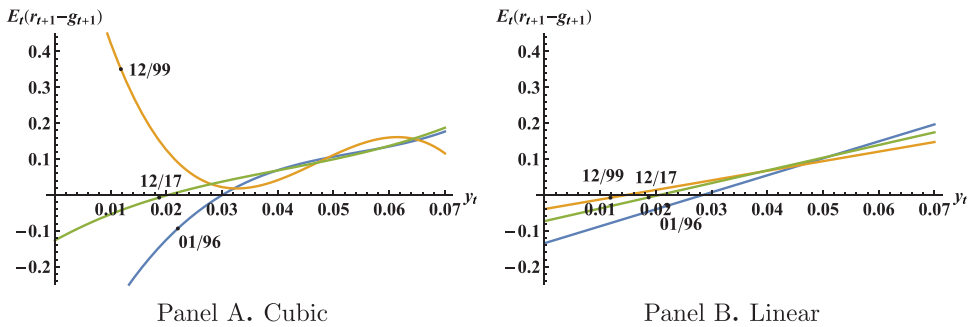 E_t(r_{t+1}−g_{t+1})
0.4
12/99
0.3
0.2
0.1
12/17
y_t
0.01 0.02 0.03 0.04 0.05 0.06 0.07
−0.1
01/96
−0.2
Panel A. Cubic
E_t(r_{t+1}−g_{t+1})
0.4
0.3
0.2
0.1
12/99 12/17
y_t
0.01 0.02 0.03 0.04 0.05 0.06 0.07
01/96
−0.1
−0.2
Panel B. Linear